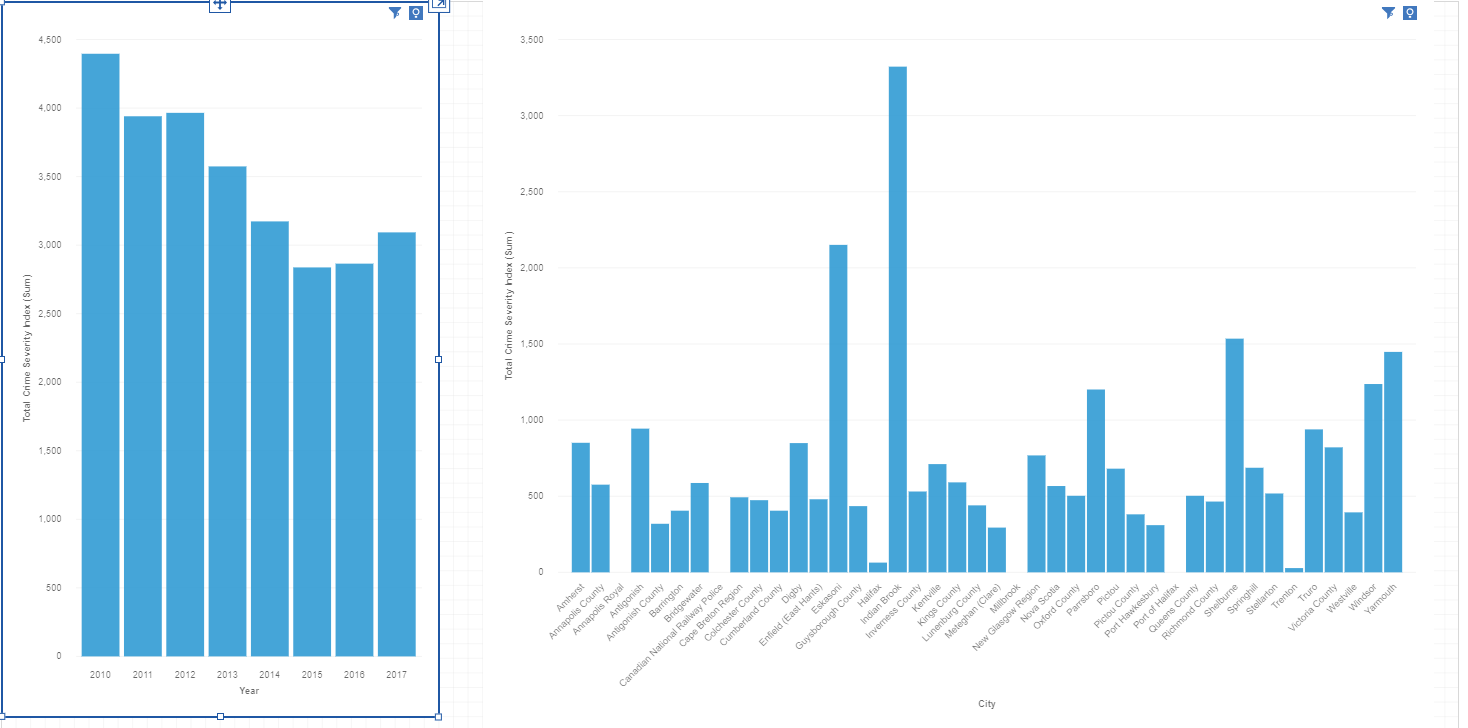 4,500
4,000
3,500
3,000
2,500
2,000
1,500
1,000
500
0
Total Crime Severity Index (Sum)
2010 2011 2012 2013 2014 2015 2016 2017
Year
3,500
3,000
2,500
2,000
1,500
1,000
500
0
Total Crime Severity Index (Sum)
Amherst
Annapolis County
Annapolis Royal
Antigonish
Antigonish County
Barrington
Bridgewater
Canadian National Railway Police
Cape Breton Region
Colchester County
Cumberland County
Digby
Enfield (East Hants)
Eskasoni
Guysborough County
Halifax
Indian Brook
Inverness County
Kentville
Kings County
Lunenburg County
Meteghan (Clare)
Millbrook
New Glasgow Region
Nova Scotia
Oxford County
Parrsboro
Pictou
Pictou County
Port Hawkesbury
Port of Halifax
Queens County
Richmond County
Shelburne
Springhill
Stellarton
Trenton
Truro
Victoria County
Westville
Windsor
Yarmouth
City